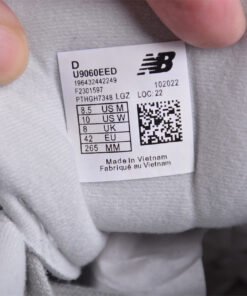 D
U9060EED
196432442249
F2301587
PTHGH7348 LGZ
8.5 US M
10 US W
8 UK
42 EU
265 MM
NB
102022
LOC: 22
Made in Vietnam
Fabriqué au Vietnam